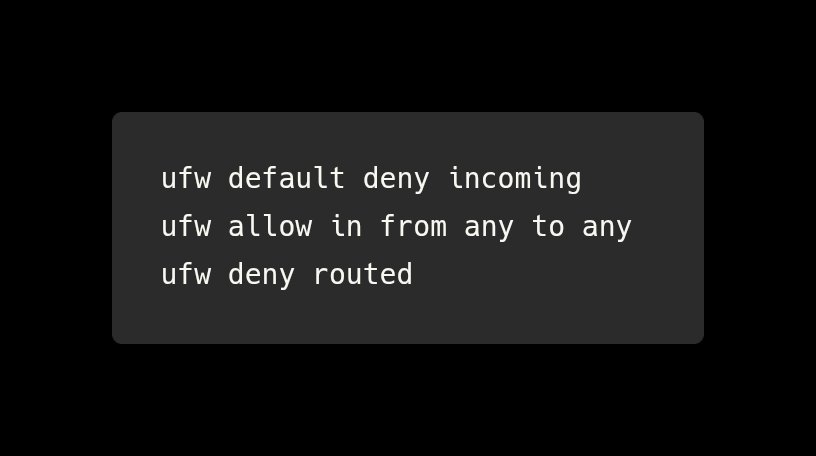 ufw default deny incoming
ufw allow in from any to any
ufw deny routed